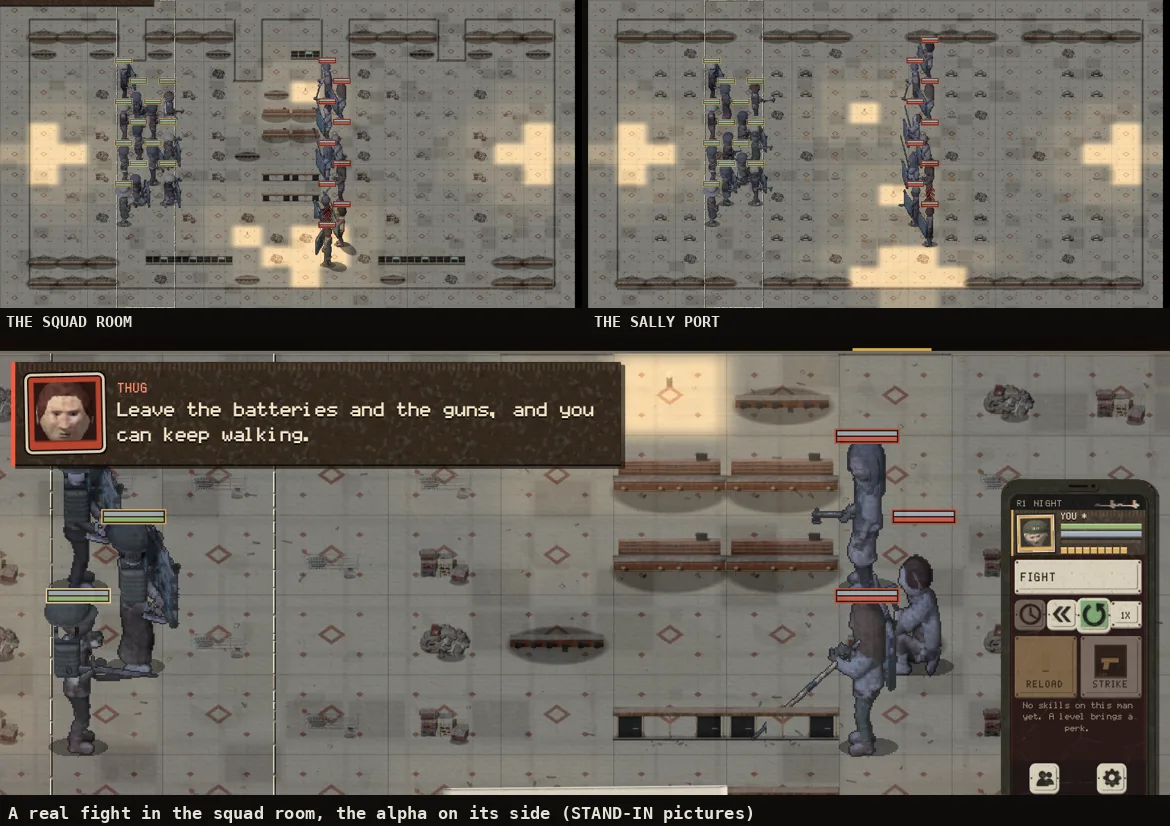 THE SQUAD ROOM
THE SALLY PORT
THUG
Leave the batteries and the guns, and you
can keep walking.
R1 NIGHT
YOU *
FIGHT
1X
RELOAD
STRIKE
No skills on this man
yet. A level brings a
perk.
A real fight in the squad room, the alpha on its side (STAND-IN pictures)